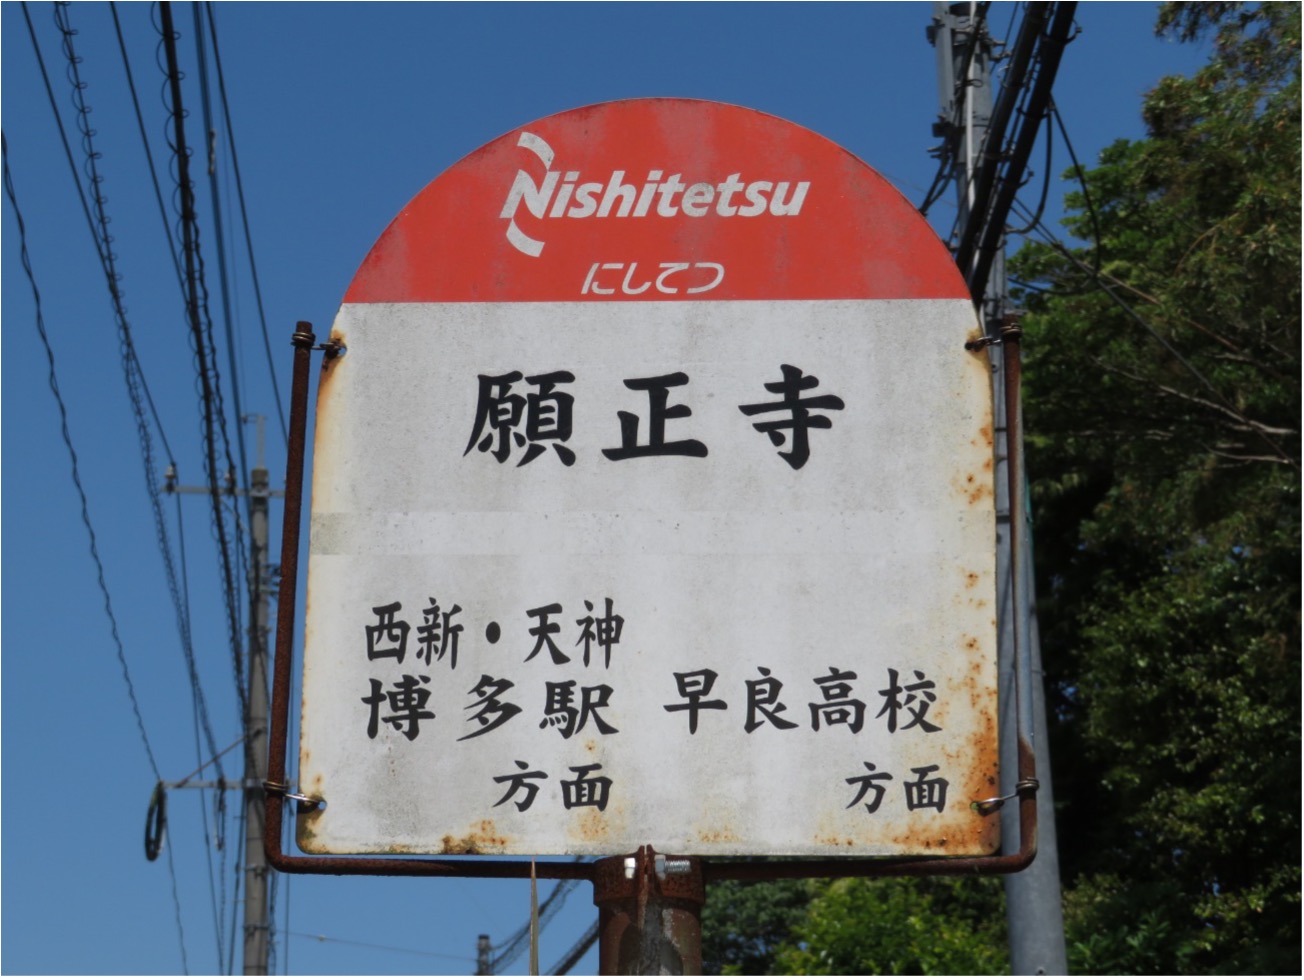 Nishitetsu
にしてつ
願正寺
西新・天神
博多駅 早良高校
方面 方面